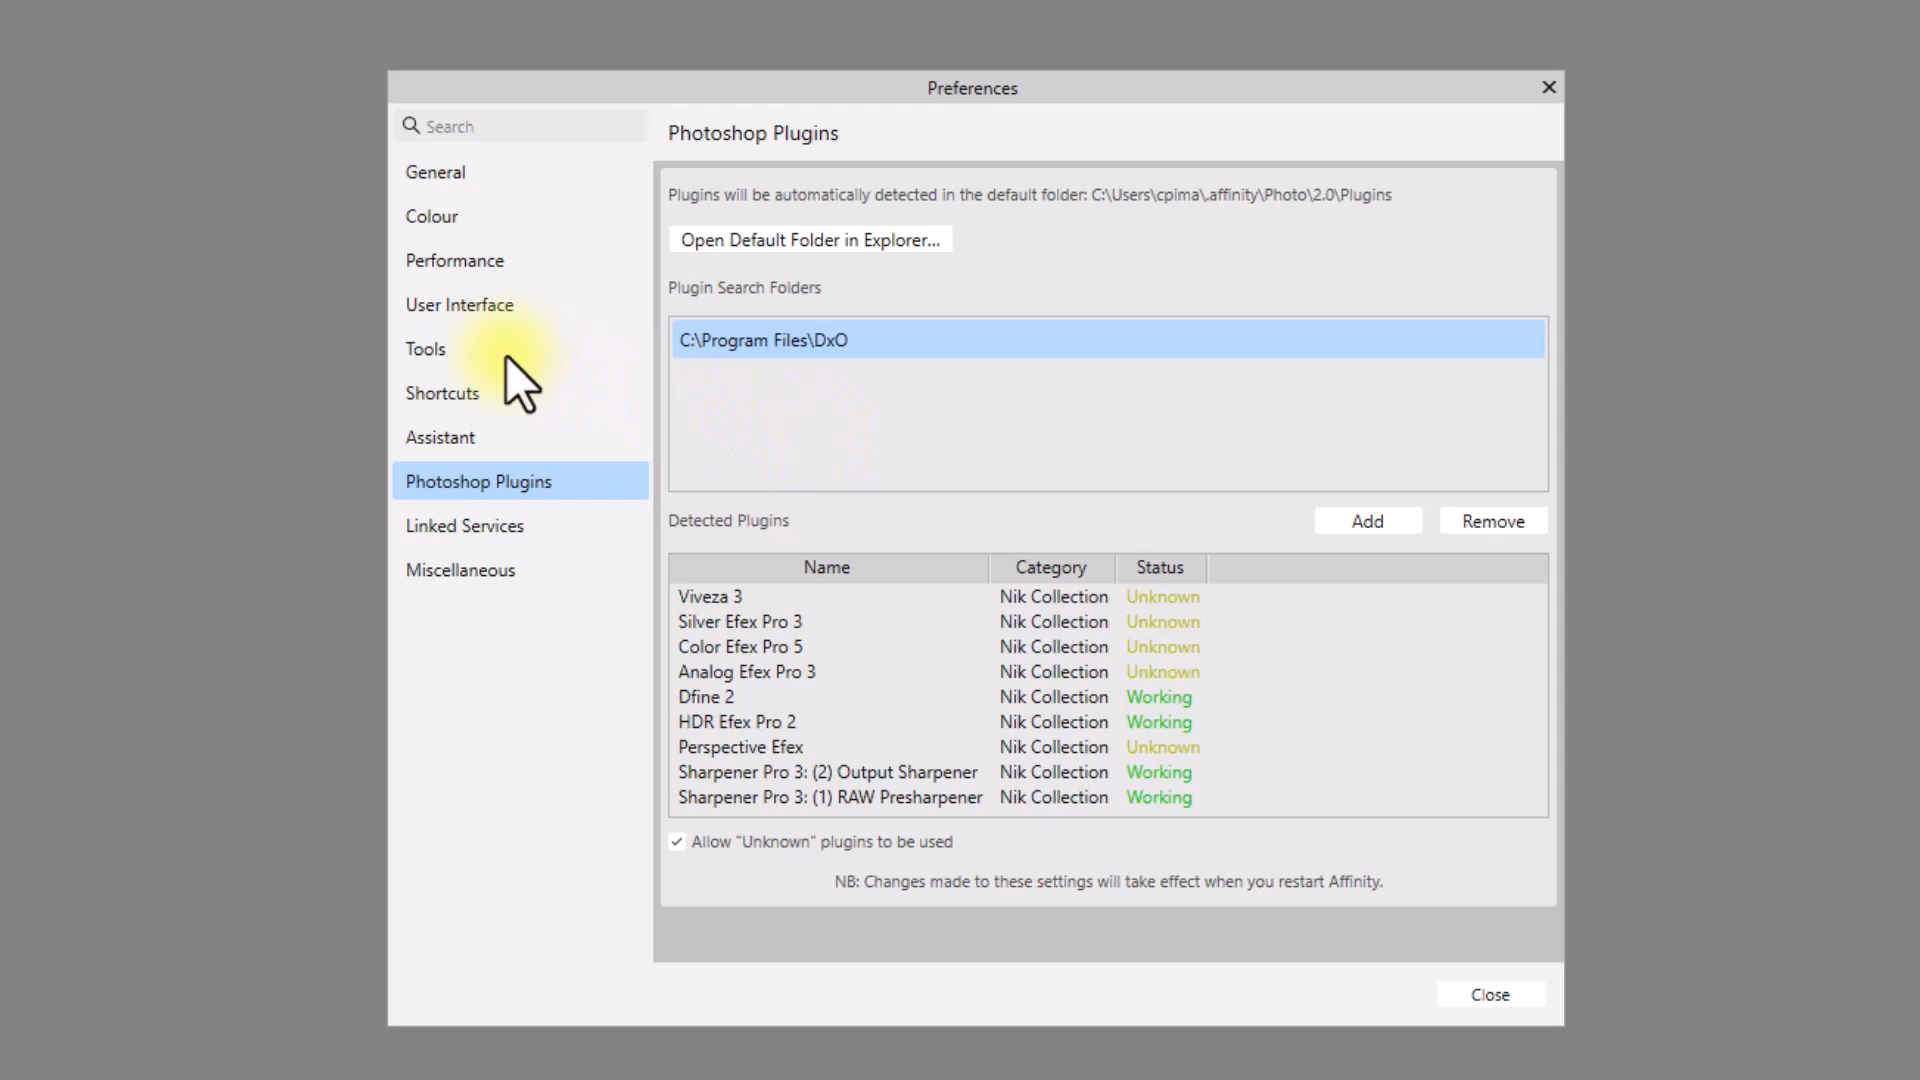 Preferences
Search
General
Colour
Performance
User Interface
Tools
Shortcuts
Assistant
Photoshop Plugins
Linked Services
Miscellaneous
Photoshop Plugins
Plugins will be automatically detected in the default folder: C:\Users\cpima\.affinity\Photo\2.0\Plugins
Open Default Folder in Explorer...
Plugin Search Folders
C:\Program Files\DxO
Detected Plugins
Add
Remove
Name Category Status
Viveza 3 Nik Collection Unknown
Silver Efex Pro 3 Nik Collection Unknown
Color Efex Pro 5 Nik Collection Unknown
Analog Efex Pro 3 Nik Collection Unknown
Dfine 2 Nik Collection Working
HDR Efex Pro 2 Nik Collection Working
Perspective Efex Nik Collection Unknown
Sharpener Pro 3: (2) Output Sharpener Nik Collection Working
Sharpener Pro 3: (1) RAW Presharpener Nik Collection Working
Allow "Unknown" plugins to be used
NB: Changes made to these settings will take effect when you restart Affinity.
Close